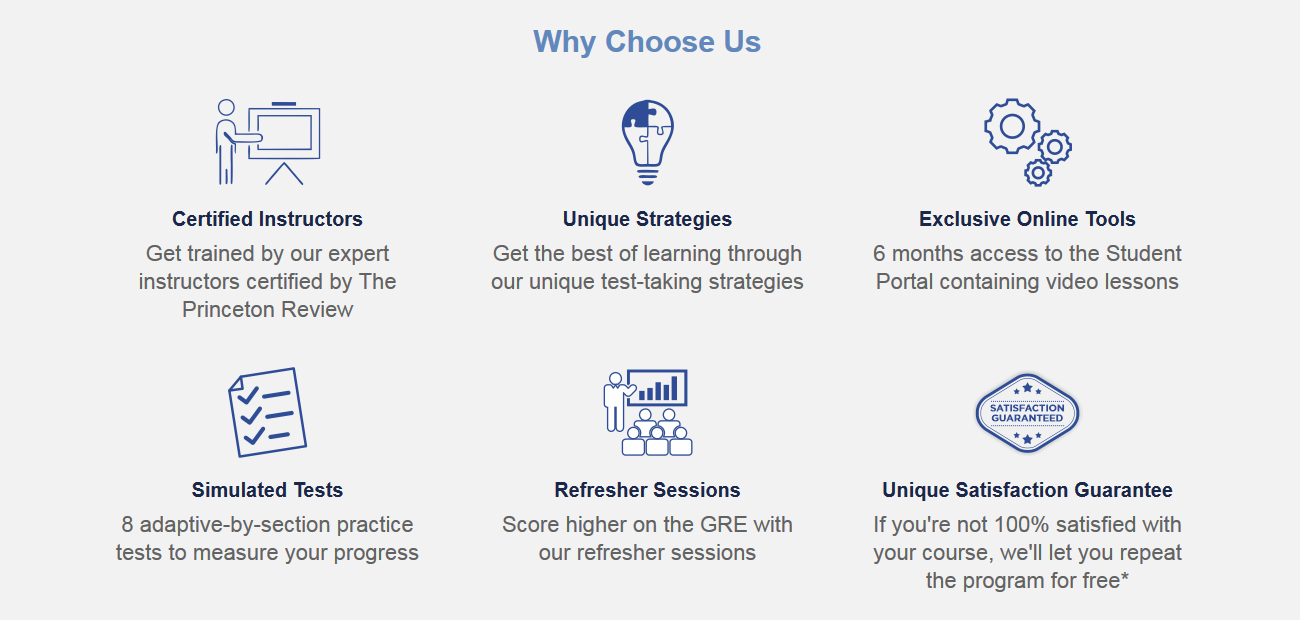 Why Choose Us
Certified Instructors
Get trained by our expert
instructors certified by The
Princeton Review
Unique Strategies
Get the best of learning through
our unique test-taking strategies
Exclusive Online Tools
6 months access to the Student
Portal containing video lessons
Simulated Tests
8 adaptive-by-section practice
tests to measure your progress
Refresher Sessions
Score higher on the GRE with
our refresher sessions
SATISFACTION
GUARANTEED
Unique Satisfaction Guarantee
If you're not 100% satisfied with
your course, we'll let you repeat
the program for free*